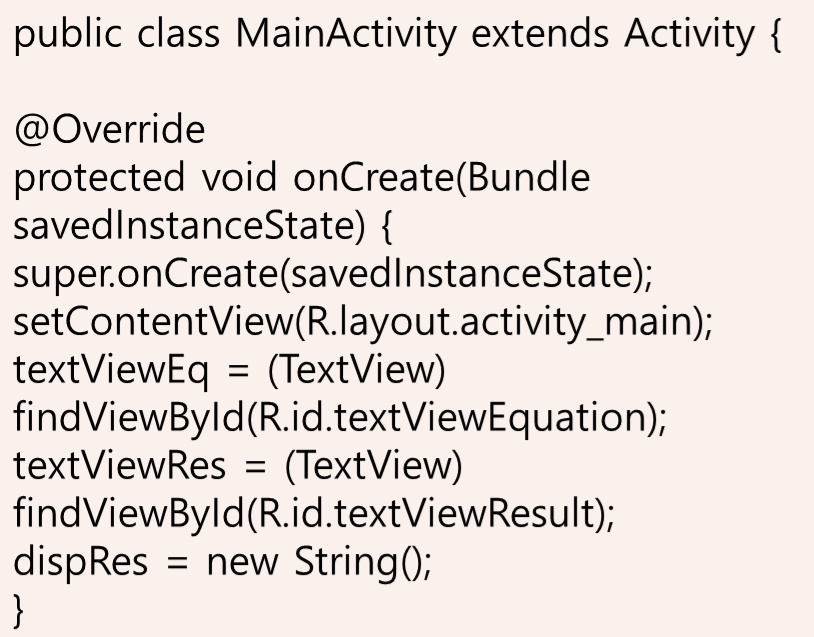 public class MainActivity extends Activity {
@Override
protected void onCreate(Bundle
savedInstanceState) {
super.onCreate(savedInstanceState);
setContentView(R.layout.activity_main);
textViewEq = (TextView)
findViewById(R.id.textViewEquation);
textViewRes = (TextView)
findViewById(R.id.textViewResult);
dispRes = new String();
}